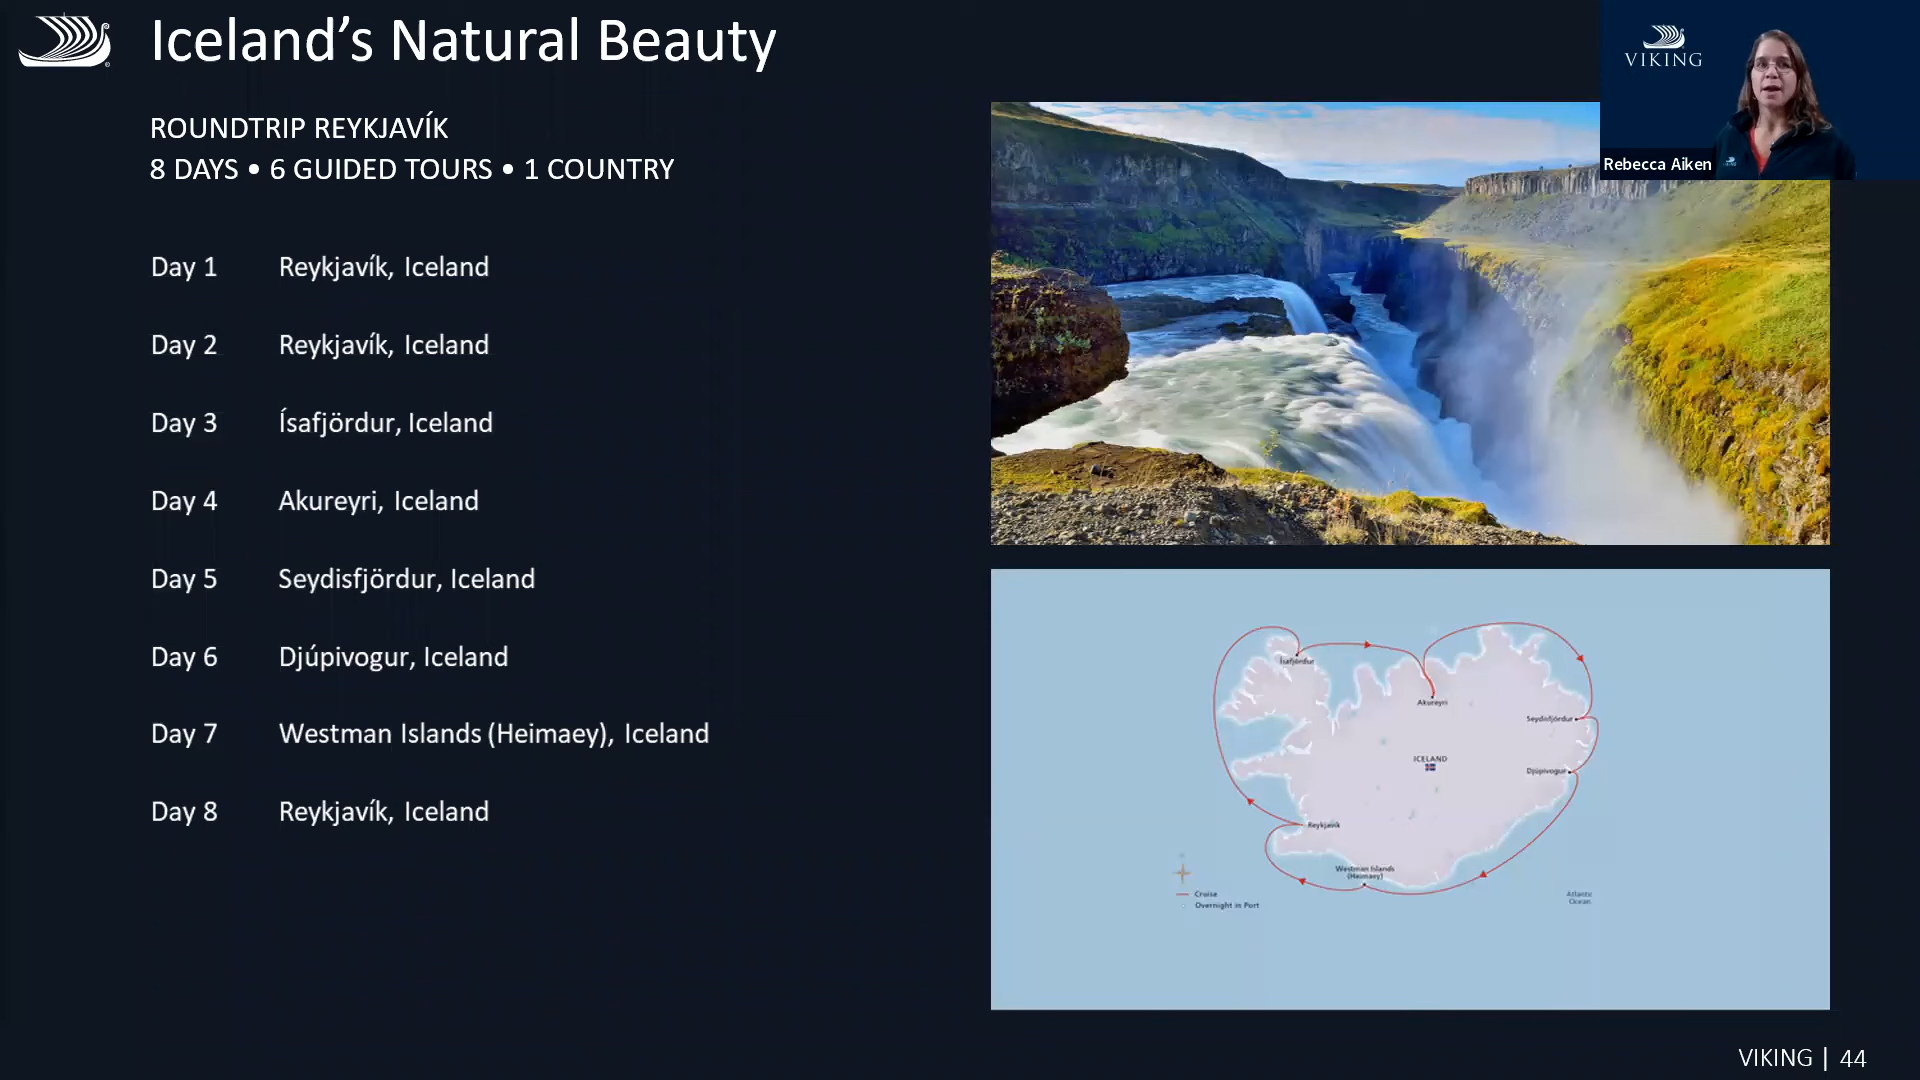 Iceland's Natural Beauty
VIKING
Rebecca Aiken
ROUNDTRIP REYKJAVÍK
8 DAYS • 6 GUIDED TOURS • 1 COUNTRY
Day 1 Reykjavík, Iceland
Day 2 Reykjavík, Iceland
Day 3 Ísafjördur, Iceland
Day 4 Akureyri, Iceland
Day 5 Seydisfjördur, Iceland
Day 6 Djúpivogur, Iceland
Day 7 Westman Islands (Heimaey), Iceland
Day 8 Reykjavík, Iceland
Ísafjördur
Akureyri
Seydisfjördur
ICELAND
Djúpivogur
Reykjavík
Westman Islands
(Heimaey)
Cruise
Overnight in Port
Atlantic
Ocean
VIKING | 44